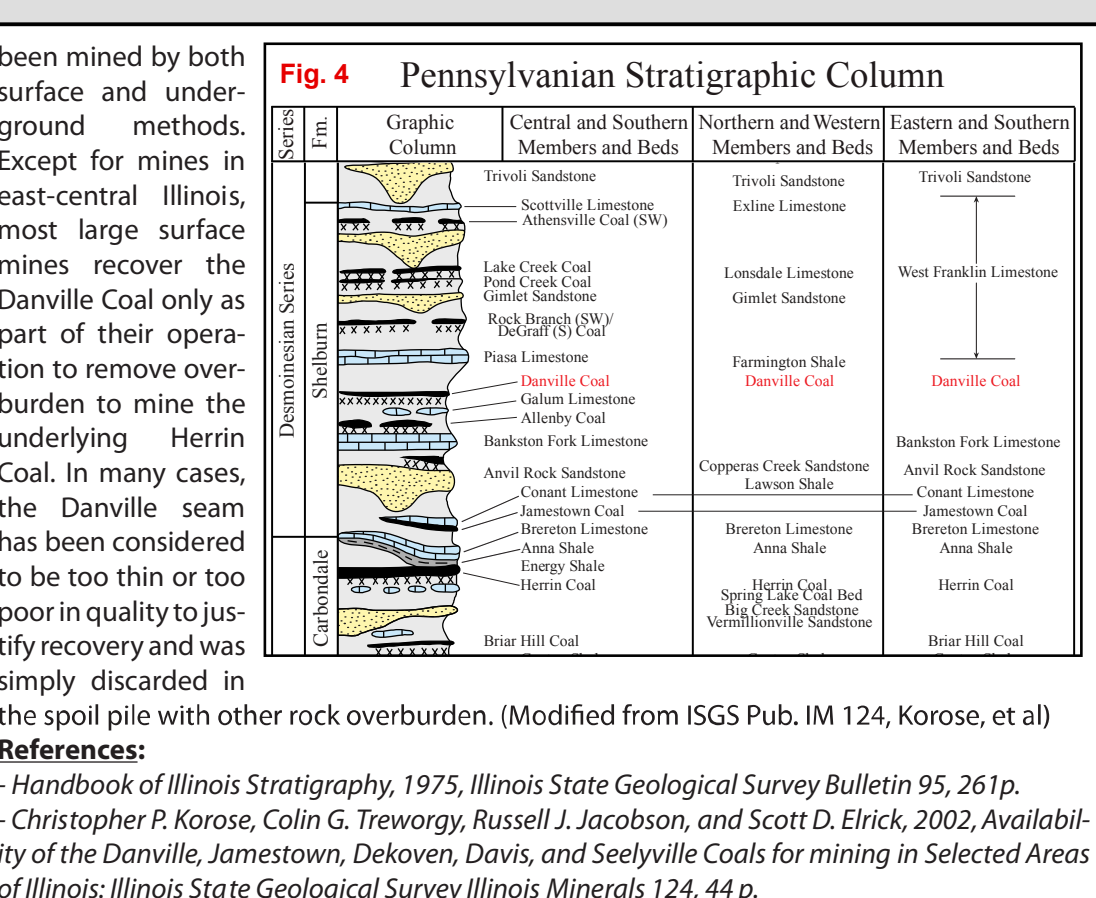 been mined by both
surface and under-
ground methods.
Except for mines in
east-central Illinois,
most large surface
mines recover the
Danville Coal only as
part of their opera-
tion to remove over-
burden to mine the
underlying Herrin
Coal. In many cases,
the Danville seam
has been considered
to be too thin or too
poor in quality to jus-
tify recovery and was
simply discarded in
the spoil pile with other rock overburden. (Modified from ISGS Pub. IM 124, Korose, et al)
Fig. 4
Pennsylvanian Stratigraphic Column
Series
Fm.
Graphic
Column
Central and Southern
Members and Beds
Northern and Western
Members and Beds
Eastern and Southern
Members and Beds
Desmoinesian Series
Shelburn
Carbondale
Trivoli Sandstone
Scottville Limestone
Athensville Coal (SW)
Lake Creek Coal
Pond Creek Coal
Gimlet Sandstone
Rock Branch (SW)/
DeGraff (S) Coal
Piasa Limestone
Danville Coal
Galum Limestone
Allenby Coal
Bankston Fork Limestone
Anvil Rock Sandstone
Conant Limestone
Jamestown Coal
Brereton Limestone
Anna Shale
Energy Shale
Herrin Coal
Briar Hill Coal
Trivoli Sandstone
Exline Limestone
Lonsdale Limestone
Gimlet Sandstone
Farmington Shale
Danville Coal
Copperas Creek Sandstone
Lawson Shale
Brereton Limestone
Anna Shale
Herrin Coal
Spring Lake Coal Bed
Big Creek Sandstone
Vermillionville Sandstone
Trivoli Sandstone
West Franklin Limestone
Danville Coal
Bankston Fork Limestone
Anvil Rock Sandstone
Conant Limestone
Jamestown Coal
Brereton Limestone
Anna Shale
Herrin Coal
Briar Hill Coal
References:
- Handbook of Illinois Stratigraphy, 1975, Illinois State Geological Survey Bulletin 95, 261p.
- Christopher P. Korose, Colin G. Treworgy, Russell J. Jacobson, and Scott D. Elrick, 2002, Availabil-
ity of the Danville, Jamestown, Dekoven, Davis, and Seelyville Coals for mining in Selected Areas
of Illinois: Illinois State Geological Survey Illinois Minerals 124, 44 p.